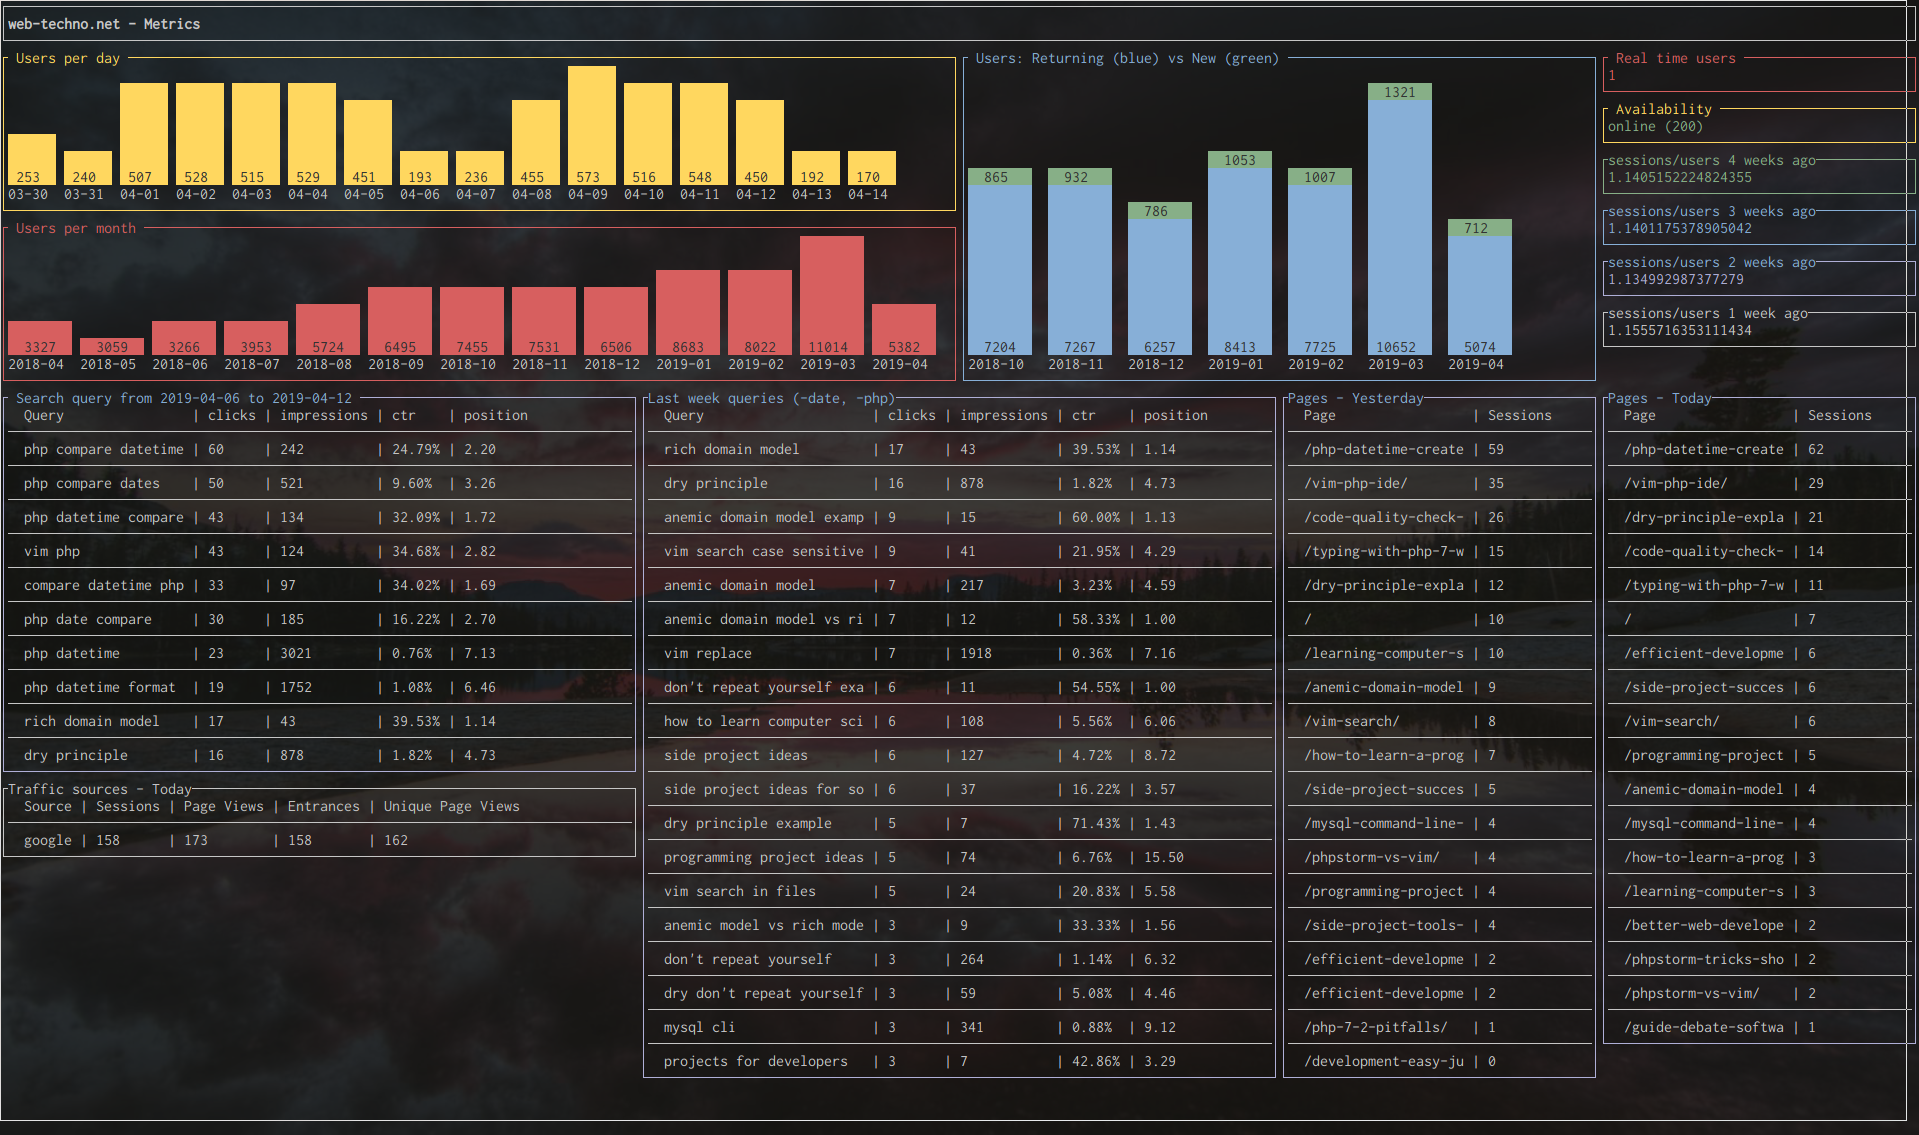 web-techno.net - Metrics
Users per day
253 240 507 528 515 529 451 193 236 455 573 516 548 450 192 170
03-30 03-31 04-01 04-02 04-03 04-04 04-05 04-06 04-07 04-08 04-09 04-10 04-11 04-12 04-13 04-14
Users per month
3327 3059 3266 3953 5724 6495 7455 7531 6506 8683 8022 11014 5382
2018-04 2018-05 2018-06 2018-07 2018-08 2018-09 2018-10 2018-11 2018-12 2019-01 2019-02 2019-03 2019-04
Users: Returning (blue) vs New (green)
865 932 786 1053 1007 1321 712
7204 7267 6257 8413 7725 10652 5074
2018-10 2018-11 2018-12 2019-01 2019-02 2019-03 2019-04
Real time users
1
Availability
online (200)
sessions/users 4 weeks ago
1.1405152224824355
sessions/users 3 weeks ago
1.1401175378905042
sessions/users 2 weeks ago
1.134992987377279
sessions/users 1 week ago
1.1555716353111434
Search query from 2019-04-06 to 2019-04-12
Query | clicks | impressions | ctr | position
php compare datetime | 60 | 242 | 24.79% | 2.20
php compare dates | 50 | 521 | 9.60% | 3.26
php datetime compare | 43 | 134 | 32.09% | 1.72
vim php | 43 | 124 | 34.68% | 2.82
compare datetime php | 33 | 97 | 34.02% | 1.69
php date compare | 30 | 185 | 16.22% | 2.70
php datetime | 23 | 3021 | 0.76% | 7.13
php datetime format | 19 | 1752 | 1.08% | 6.46
rich domain model | 17 | 43 | 39.53% | 1.14
dry principle | 16 | 878 | 1.82% | 4.73
Traffic sources - Today
Source | Sessions | Page Views | Entrances | Unique Page Views
google | 158 | 173 | 158 | 162
Last week queries (-date, -php)
Query | clicks | impressions | ctr | position
rich domain model | 17 | 43 | 39.53% | 1.14
dry principle | 16 | 878 | 1.82% | 4.73
anemic domain model examp | 9 | 15 | 60.00% | 1.13
vim search case sensitive | 9 | 41 | 21.95% | 4.29
anemic domain model | 7 | 217 | 3.23% | 4.59
anemic domain model vs ri | 7 | 12 | 58.33% | 1.00
vim replace | 7 | 1918 | 0.36% | 7.16
don't repeat yourself exa | 6 | 11 | 54.55% | 1.00
how to learn computer sci | 6 | 108 | 5.56% | 6.06
side project ideas | 6 | 127 | 4.72% | 8.72
side project ideas for so | 6 | 37 | 16.22% | 3.57
dry principle example | 5 | 7 | 71.43% | 1.43
programming project ideas | 5 | 74 | 6.76% | 15.50
vim search in files | 5 | 24 | 20.83% | 5.58
anemic model vs rich mode | 3 | 9 | 33.33% | 1.56
don't repeat yourself | 3 | 264 | 1.14% | 6.32
dry don't repeat yourself | 3 | 59 | 5.08% | 4.46
mysql cli | 3 | 341 | 0.88% | 9.12
projects for developers | 3 | 7 | 42.86% | 3.29
Pages - Yesterday
Page | Sessions
/php-datetime-create | 59
/vim-php-ide/ | 35
/code-quality-check- | 26
/typing-with-php-7-w | 15
/dry-principle-expla | 12
/ | 10
/learning-computer-s | 10
/anemic-domain-model | 9
/vim-search/ | 8
/how-to-learn-a-prog | 7
/side-project-succes | 5
/mysql-command-line- | 4
/phpstorm-vs-vim/ | 4
/programming-project | 4
/side-project-tools- | 4
/efficient-developme | 2
/efficient-developme | 2
/php-7-2-pitfalls/ | 1
/development-easy-ju | 0
Pages - Today
Page | Sessions
/php-datetime-create | 62
/vim-php-ide/ | 29
/dry-principle-expla | 21
/code-quality-check- | 14
/typing-with-php-7-w | 11
/ | 7
/efficient-developme | 6
/side-project-succes | 6
/vim-search/ | 6
/programming-project | 5
/anemic-domain-model | 4
/mysql-command-line- | 4
/how-to-learn-a-prog | 3
/learning-computer-s | 3
/better-web-develope | 2
/phpstorm-tricks-sho | 2
/phpstorm-vs-vim/ | 2
/guide-debate-softwa | 1